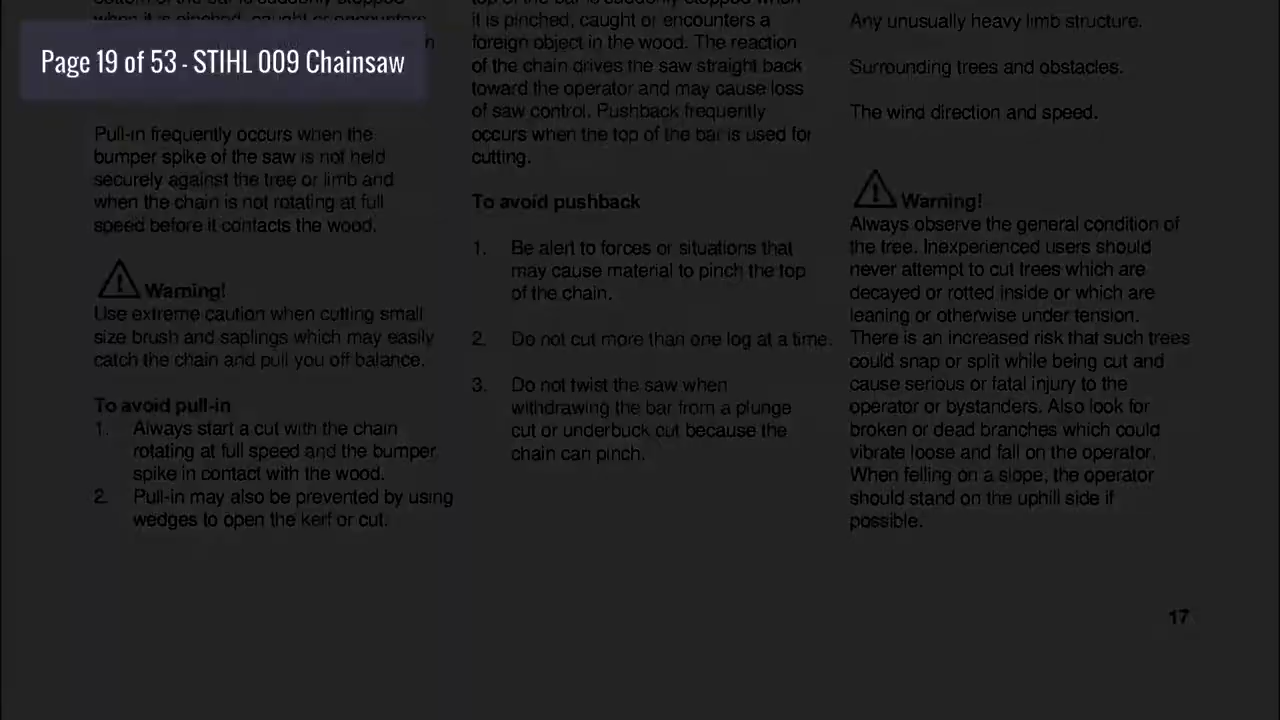 Page 19 of 53 - STIHL 009 Chainsaw
Pull-in frequently occurs when the
bumper spike of the saw is not held
securely against the tree or limb and
when the chain is not rotating at full
speed before it contacts the wood.
Warning!
Use extreme caution when cutting small
size brush and saplings which may easily
catch the chain and pull you off balance.
To avoid pull-in
1. Always start a cut with the chain
rotating at full speed and the bumper
spike in contact with the wood.
2. Pull-in may also be prevented by using
wedges to open the kerf or cut.
it is pinched, caught or encounters a
foreign object in the wood. The reaction
of the chain drives the saw straight back
toward the operator and may cause loss
of saw control. Pushback frequently
occurs when the top of the bar is used for
cutting.
To avoid pushback
1. Be alert to forces or situations that
may cause material to pinch the top
of the chain.
2. Do not cut more than one log at a time.
3. Do not twist the saw when
withdrawing the bar from a plunge
cut or underbuck cut because the
chain can pinch.
Any unusually heavy limb structure.
Surrounding trees and obstacles.
The wind direction and speed.
Warning!
Always observe the general condition of
the tree. Inexperienced users should
never attempt to cut trees which are
decayed or rotted inside or which are
leaning or otherwise under tension.
There is an increased risk that such trees
could snap or split while being cut and
cause serious or fatal injury to the
operator or bystanders. Also look for
broken or dead branches which could
vibrate loose and fall on the operator.
When felling on a slope, the operator
should stand on the uphill side if
possible.
17